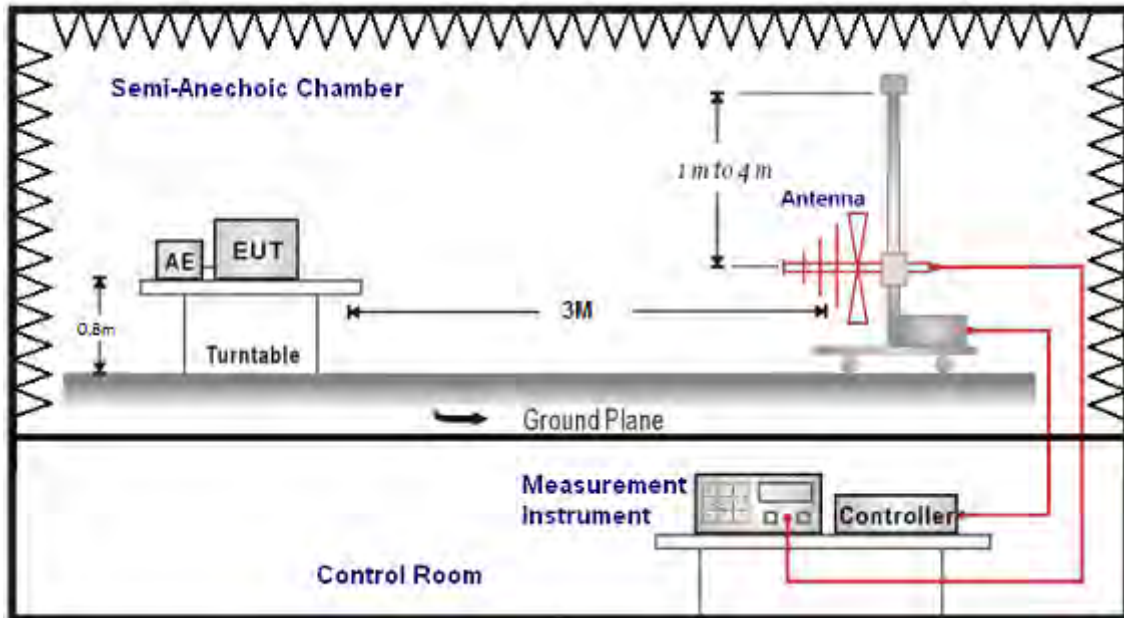 Semi-Anechoic Chamber
1 m to 4 m
Antenna
AE
EUT
3M
0.8m
Turntable
Ground Plane
Measurement
Instrument
Controller
Control Room